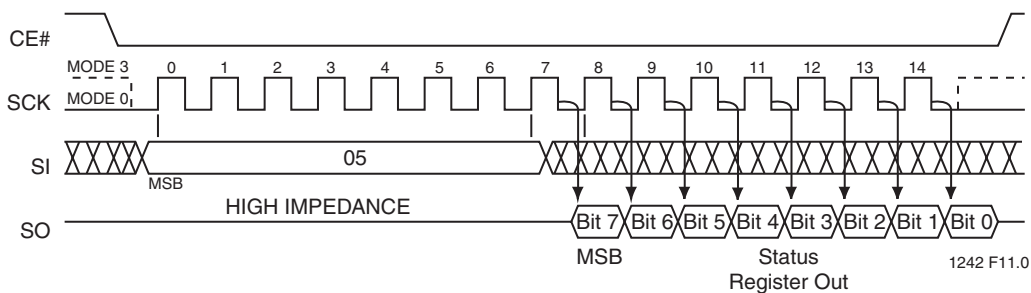 CE#
MODE 3
0 1 2 3 4 5 6 7 8 9 10 11 12 13 14
SCK
MODE 0
SI
05
MSB
HIGH IMPEDANCE
SO
Bit 7 Bit 6 Bit 5 Bit 4 Bit 3 Bit 2 Bit 1 Bit 0
MSB
Status
Register Out
1242 F11.0